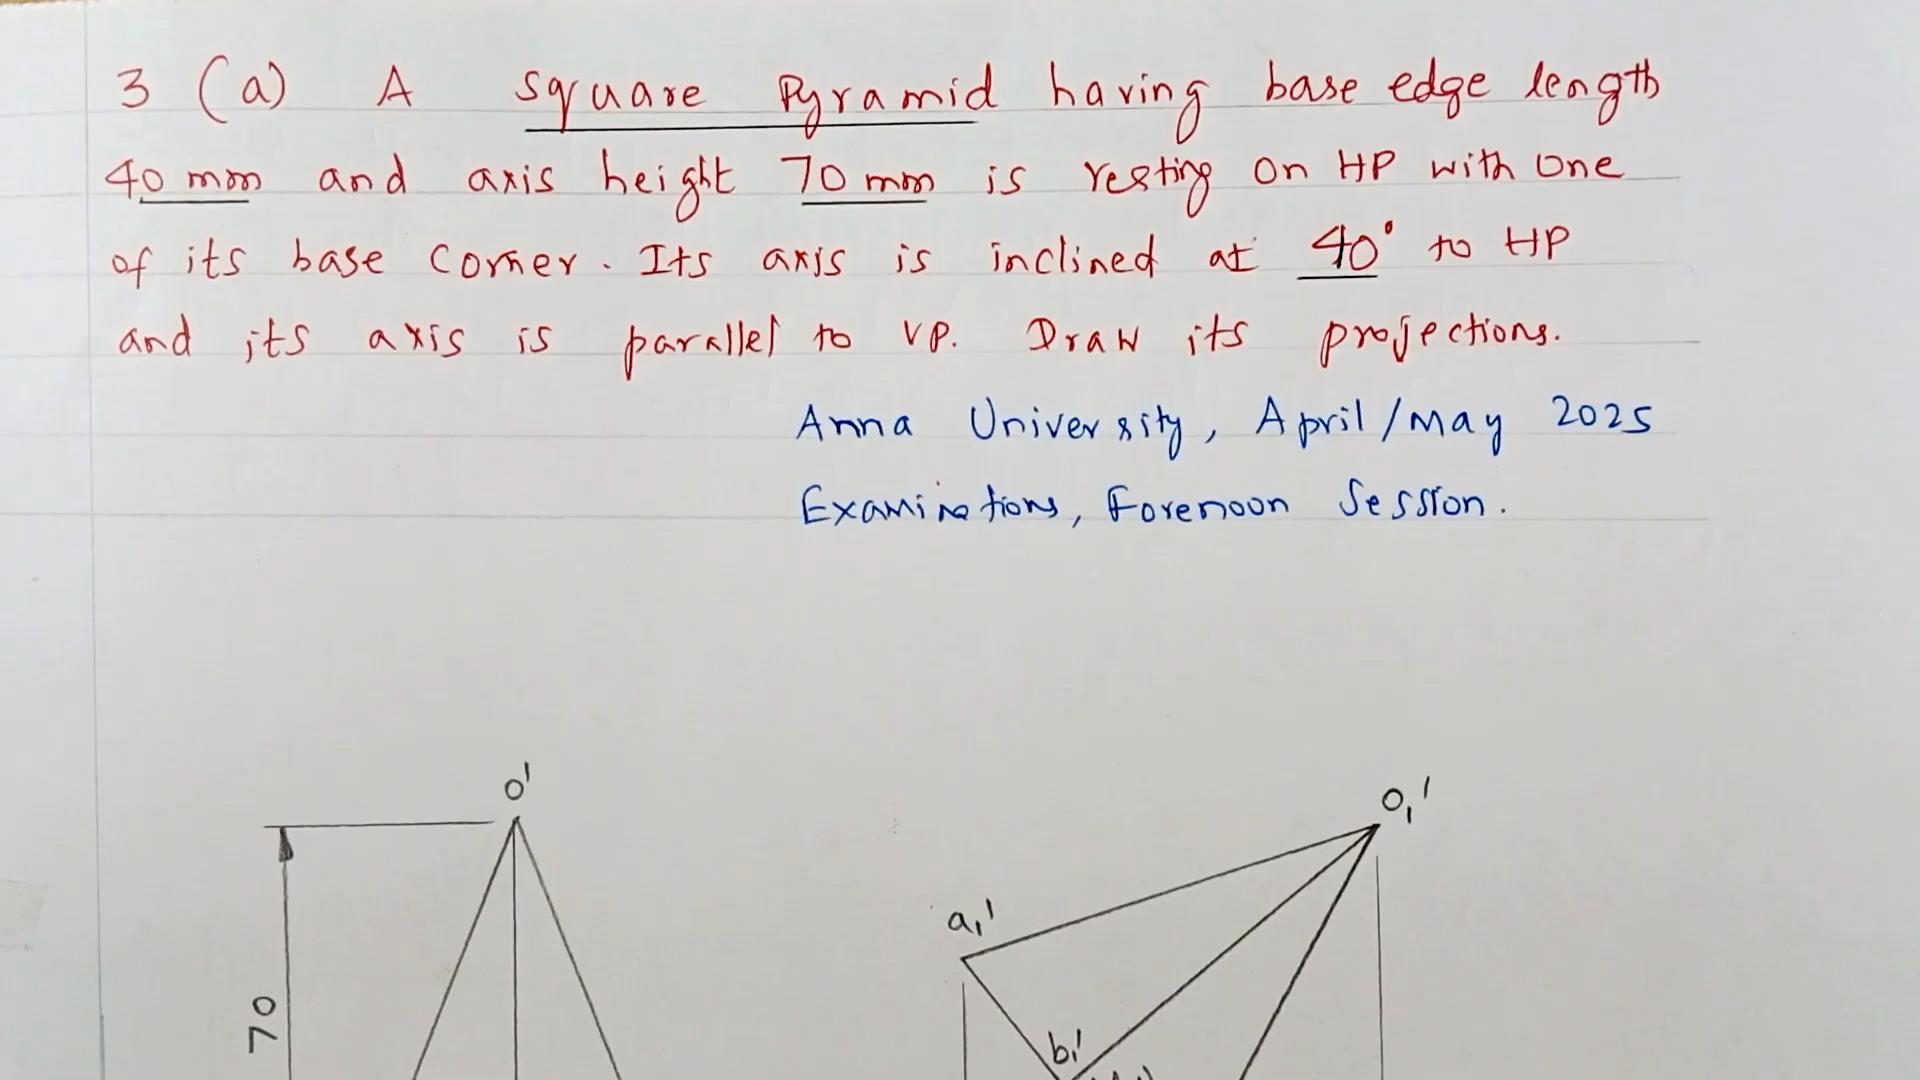 3 (a) A square Pyramid having base edge length
40 mm and axis height 70 mm is resting on HP with one
of its base corner. Its axis is inclined at 40° to HP
and its axis is parallel to VP. Draw its projections.
Anna University, April/May 2025
Examinations, Forenoon Session.
o'
o₁'
a₁'
70
b₁'